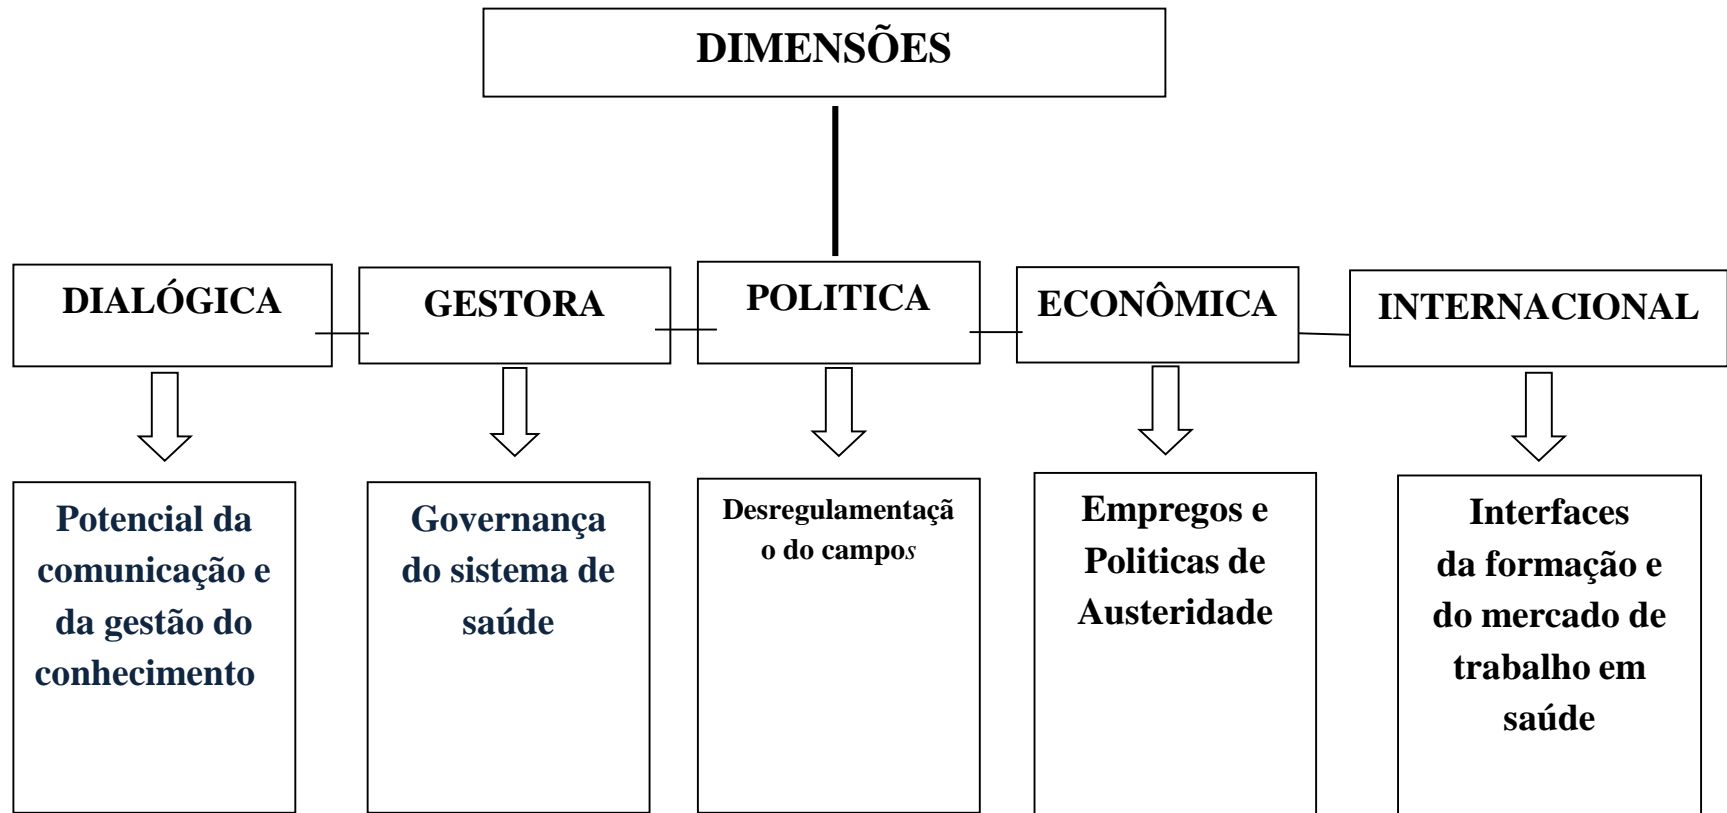 DIMENSÕES
DIALÓGICA
GESTORA
POLITICA
ECONÔMICA
INTERNACIONAL
Potencial da
comunicação e
da gestão do
conhecimento
Governança
do sistema de
saúde
Desregulamentaçã
o do campos
Empregos e
Politicas de
Austeridade
Interfaces
da formação e
do mercado de
trabalho em
saúde